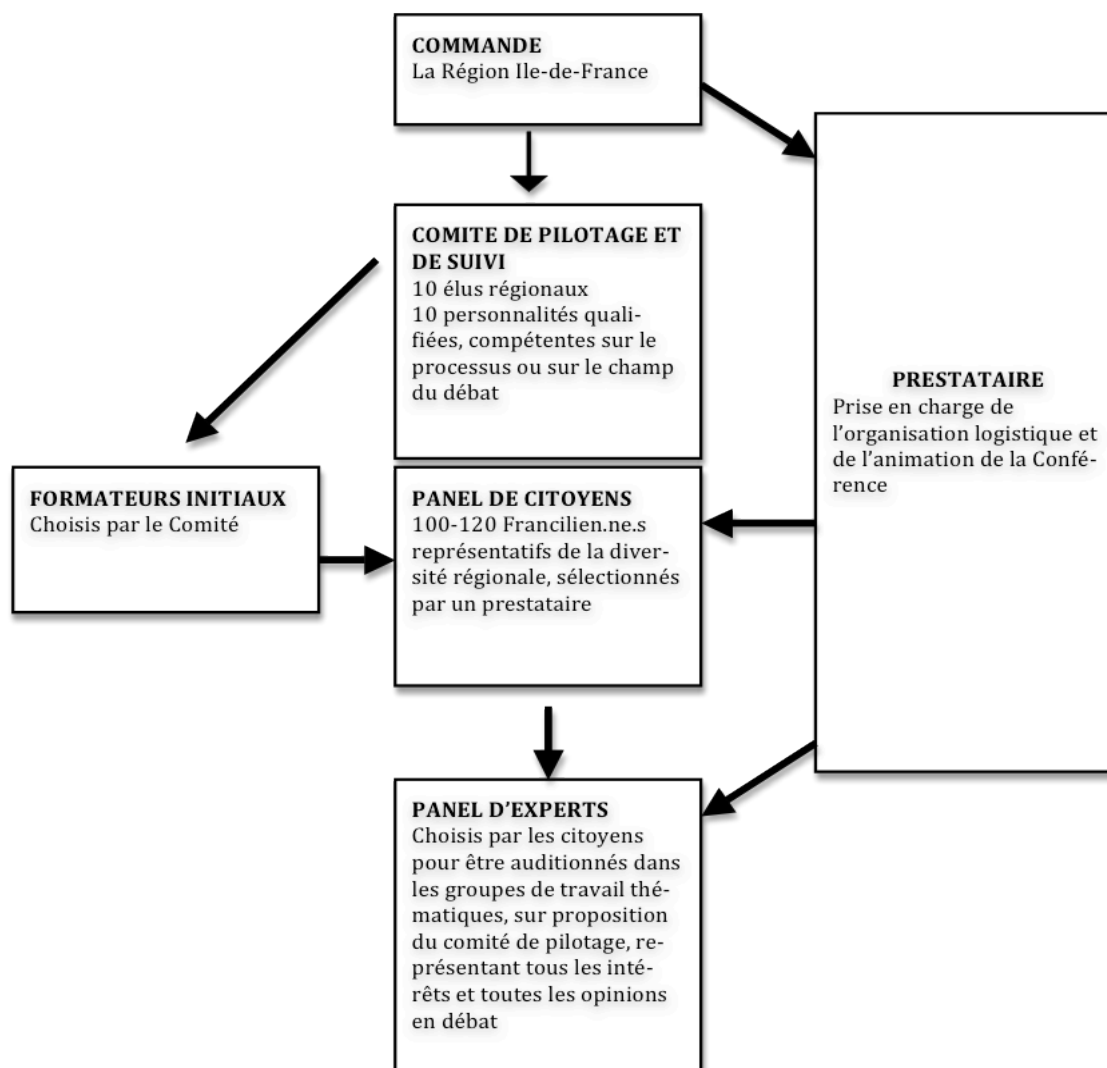 COMMANDE
La Région Ile-de-France
COMITE DE PILOTAGE ET
DE SUIVI
10 élus régionaux
10 personnalités quali-
fiées, compétentes sur le
processus ou sur le champ
du débat
PRESTATAIRE
Prise en charge de
l’organisation logistique et
de l’animation de la Confé-
rence
FORMATEURS INITIAUX
Choisis par le Comité
PANEL DE CITOYENS
100-120 Francilien.ne.s
représentatifs de la diver-
sité régionale, sélectionnés
par un prestataire
PANEL D’EXPERTS
Choisis par les citoyens
pour être auditionnés dans
les groupes de travail thé-
matiques, sur proposition
du comité de pilotage, re-
présentant tous les inté-
rêts et toutes les opinions
en débat